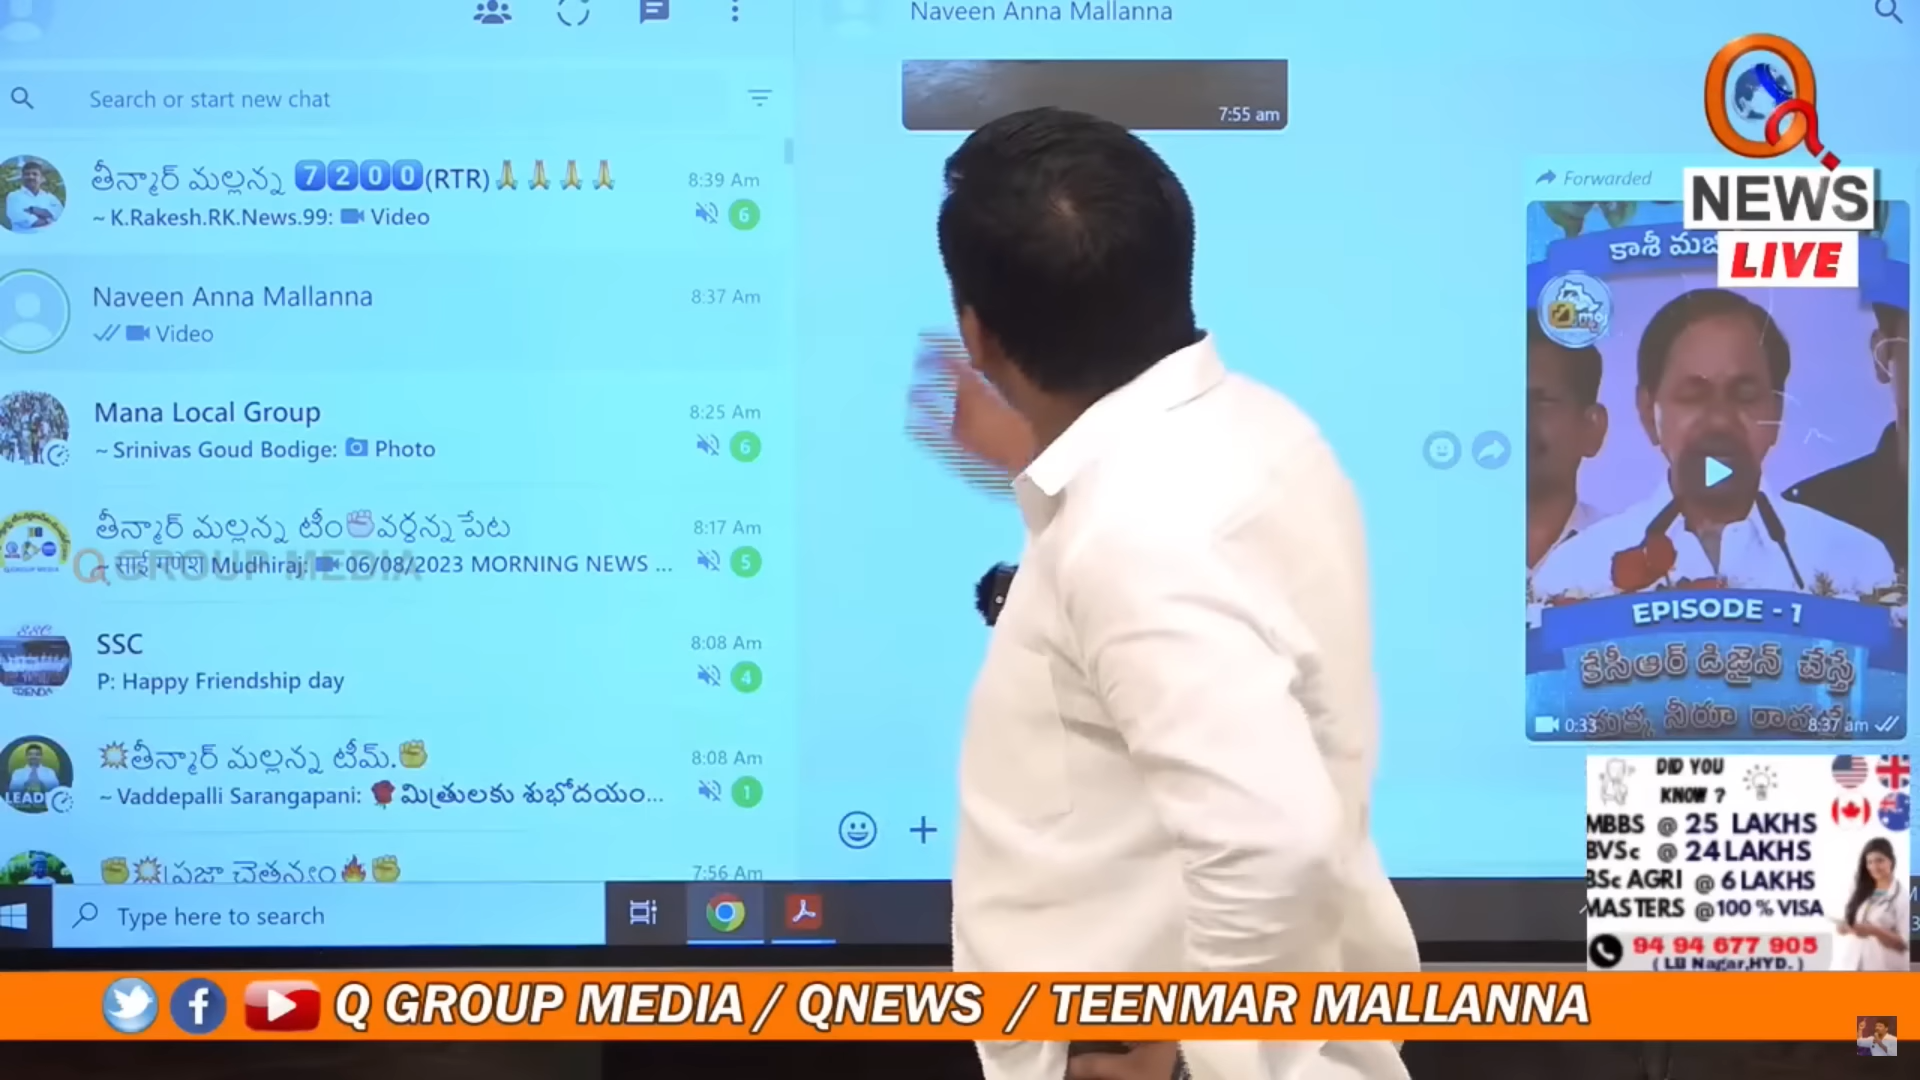 Naveen Anna Mallanna
Search or start new chat
7:55 am
తీన్మార్ మల్లన్న 7200(RTR)🙏🙏🙏🙏
8:39 Am
~ K.Rakesh.RK.News.99: Video
6
Naveen Anna Mallanna
8:37 Am
Video
Mana Local Group
8:25 Am
~ Srinivas Goud Bodige: Photo
6
తీన్మార్ మల్లన్న టీం✊వర్ధన్నపేట
8:17 Am
~ साई गणेश Mudhiraj: 06/08/2023 MORNING NEWS ...
5
Q GROUP MEDIA
SSC
8:08 Am
P: Happy Friendship day
4
💥తీన్మార్ మల్లన్న టీమ్.✊
8:08 Am
~ Vaddepalli Sarangapani: 🌹మిత్రులకు శుభోదయం...
1
LEAD
7:56 Am
Type here to search
Forwarded
Q
NEWS
LIVE
కాశీ
EPISODE - 1
కేసీఆర్ డిజైన్ చేస్తే
చుక్క నీరూ
0:33
8:37 am
DID YOU
KNOW ?
MBBS @ 25 LAKHS
BVSc @ 24 LAKHS
BSc AGRI @ 6 LAKHS
MASTERS @ 100 % VISA
94 94 677 905
( LB Nagar,HYD. )
Q GROUP MEDIA / QNEWS / TEENMAR MALLANNA